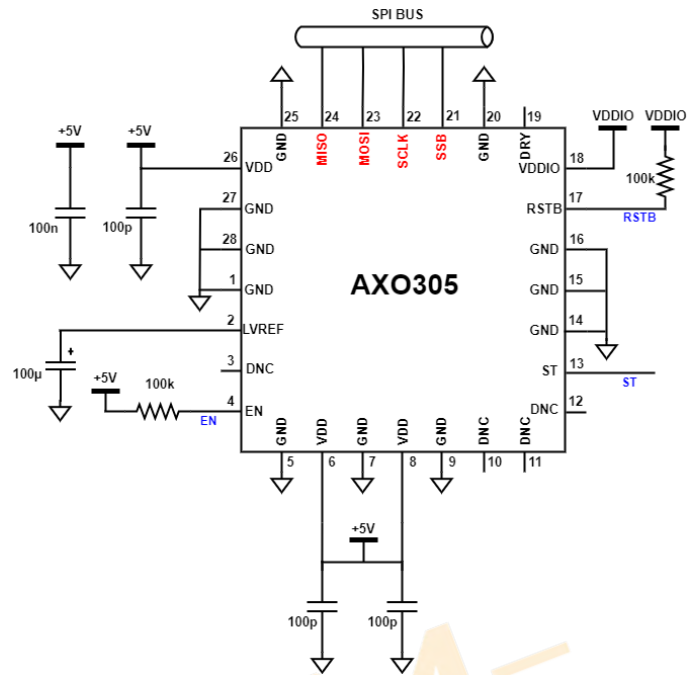 SPI BUS
25 24 23 22 21 20 19
GND MISO MOSI SCLK SSB GND DRY
+5V +5V
VDDIO VDDIO
26 VDD
VDDIO 18
100k
27 GND
RSTB 17
RSTB
100n 100p
28 GND
GND 16
1 GND
AXO305
GND 15
2 LVREF
GND 14
+
100µ
3 DNC
ST 13
ST
+5V 100k
4 EN
EN
DNC 12
GND VDD GND VDD GND DNC DNC
5 6 7 8 9 10 11
+5V
100p 100p